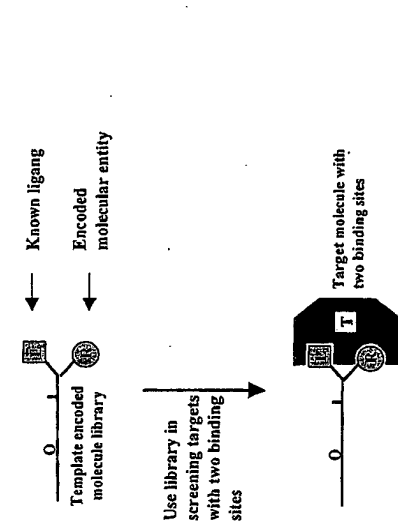 Known ligang
Encoded
molecular entity
O
R
Template encoded
molecule library
Use library in
screening targets
with two binding
sites
Target molecule with
two binding sites
T
O
R